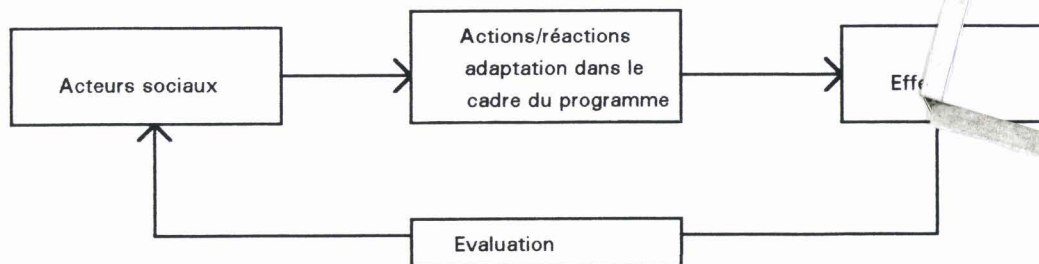 Acteurs sociaux
Actions/réactions
adaptation dans le
cadre du programme
Evaluation